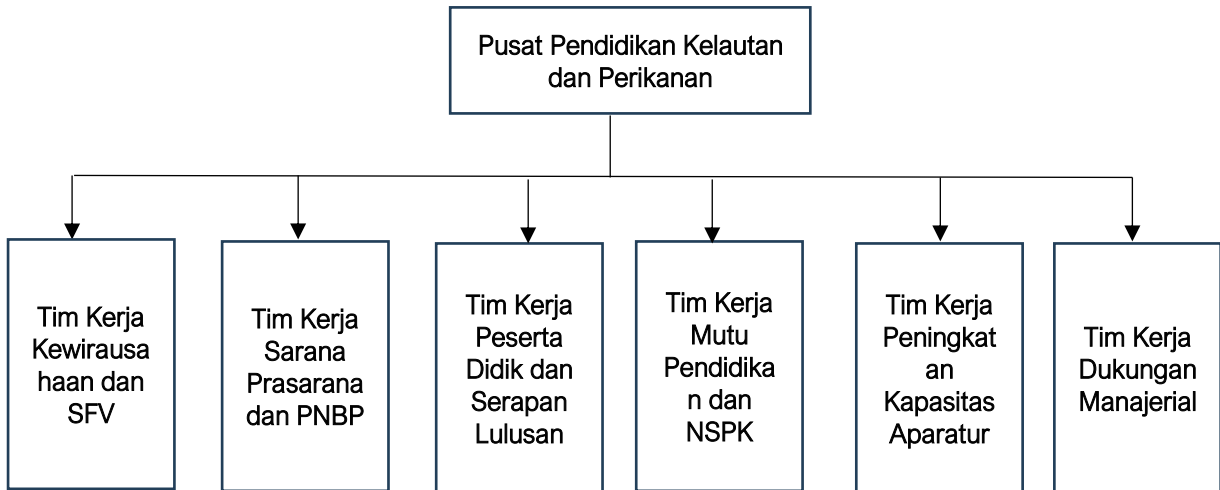 Pusat Pendidikan Kelautan
dan Perikanan
Tim Kerja
Kewirausa
haan dan
SFV
Tim Kerja
Sarana
Prasarana
dan PNBP
Tim Kerja
Peserta
Didik dan
Serapan
Lulusan
Tim Kerja
Mutu
Pendidika
n dan
NSPK
Tim Kerja
Peningkat
an
Kapasitas
Aparatur
Tim Kerja
Dukungan
Manajerial